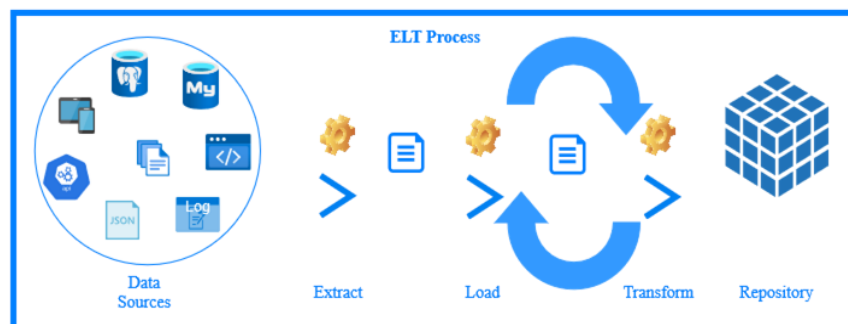 ELT Process
My
</>
Log
JSON
Data
Sources
Extract
Load
Transform
Repository